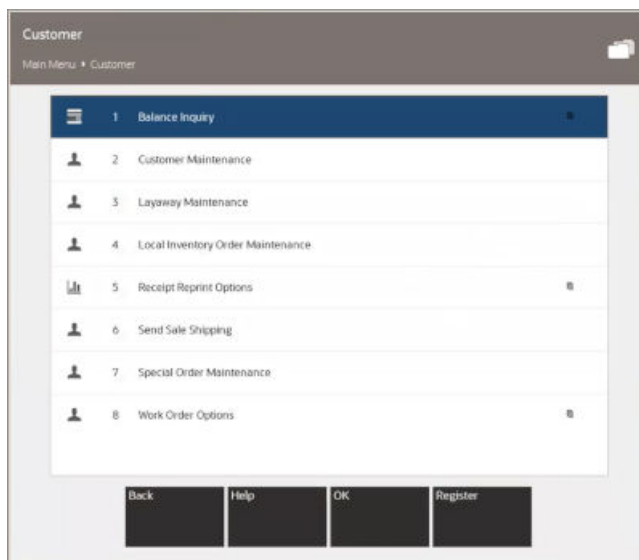 Customer
Main Menu ▸ Customer
1 Balance Inquiry
2 Customer Maintenance
3 Layaway Maintenance
4 Local Inventory Order Maintenance
5 Receipt Reprint Options
6 Send Sale Shipping
7 Special Order Maintenance
8 Work Order Options
Back Help OK Register